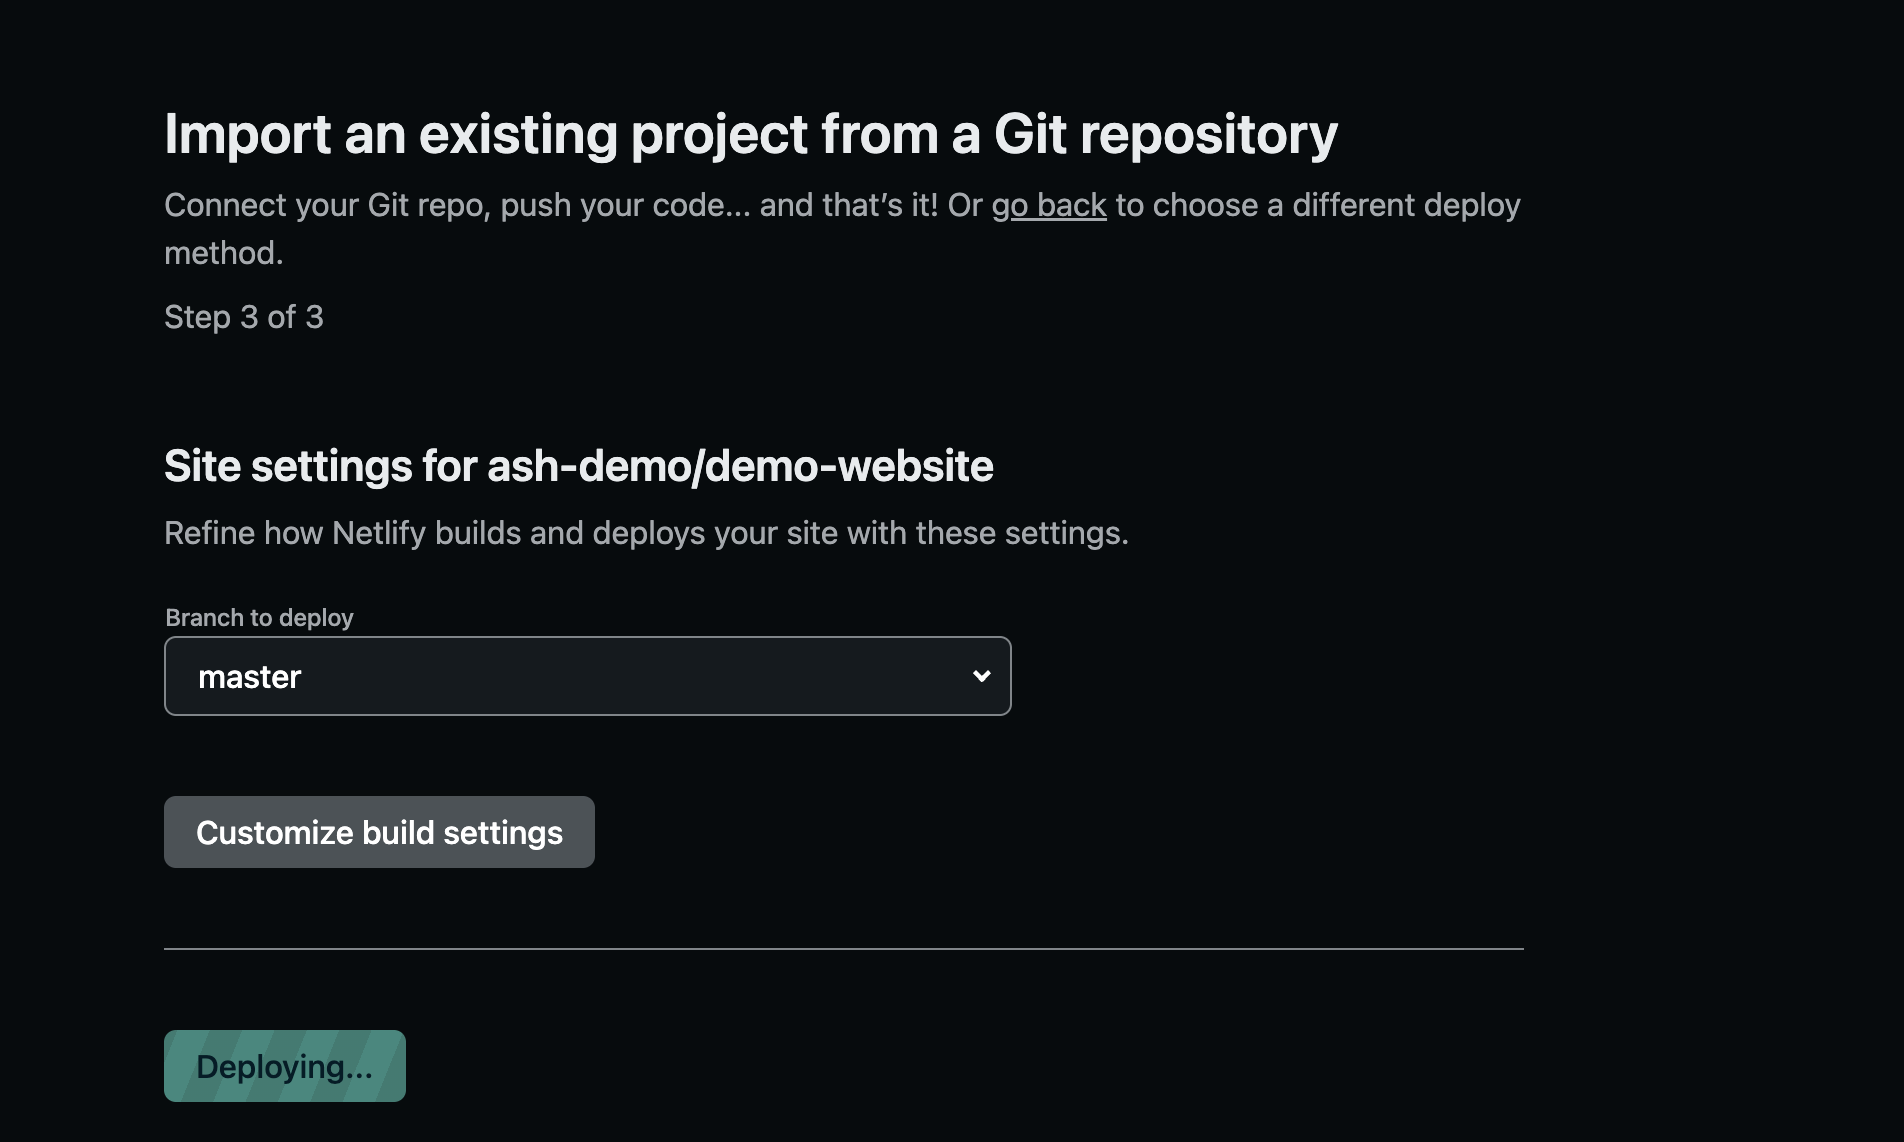 Import an existing project from a Git repository
Connect your Git repo, push your code… and that’s it! Or go back to choose a different deploy
method.
Step 3 of 3
Site settings for ash-demo/demo-website
Refine how Netlify builds and deploys your site with these settings.
Branch to deploy
master
Customize build settings
Deploying…